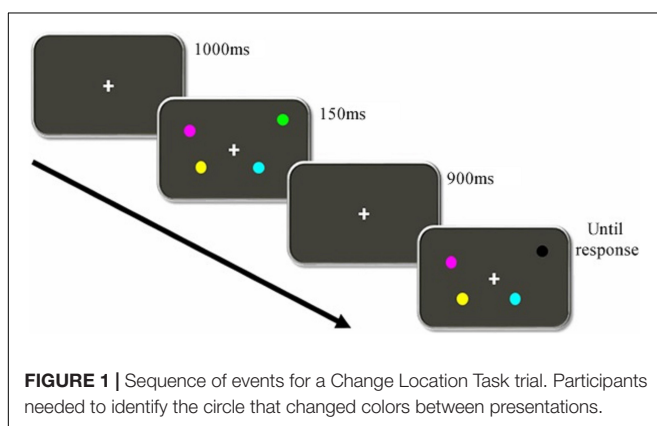 1000ms
150ms
900ms
Until
response
FIGURE 1 | Sequence of events for a Change Location Task trial. Participants
needed to identify the circle that changed colors between presentations.